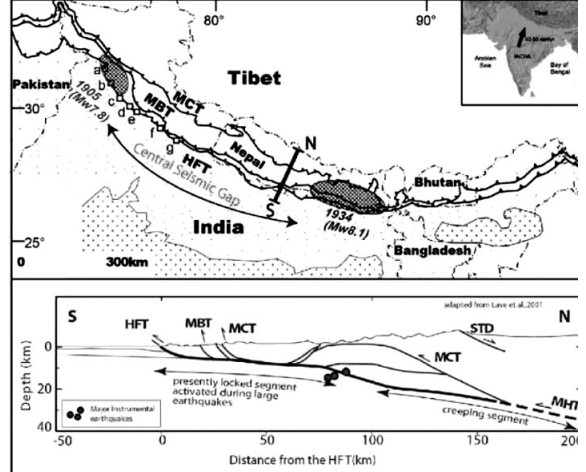 80°
90°
Tibet
Arabian
Sea
INDIA
Bay of
Bengal
Tibet
Pakistan
a
b
c
d
e
f
g
1905
(Mw7.8)
30°
MBT
MCT
HFT
Nepal
N
S
Central Seismic Gap
Bhutan
1934
(Mw8.1)
India
Bangladesh
25°
0
300km
S
N
adapted from Lave et al.,2001
HFT
MBT
MCT
STD
MCT
MHT
Depth (km)
0
20
40
presently locked segment
activated during large
earthquakes
creeping segment
Major Instrumental
earthquakes
-50
0
50
100
150
200
Distance from the HFT(km)